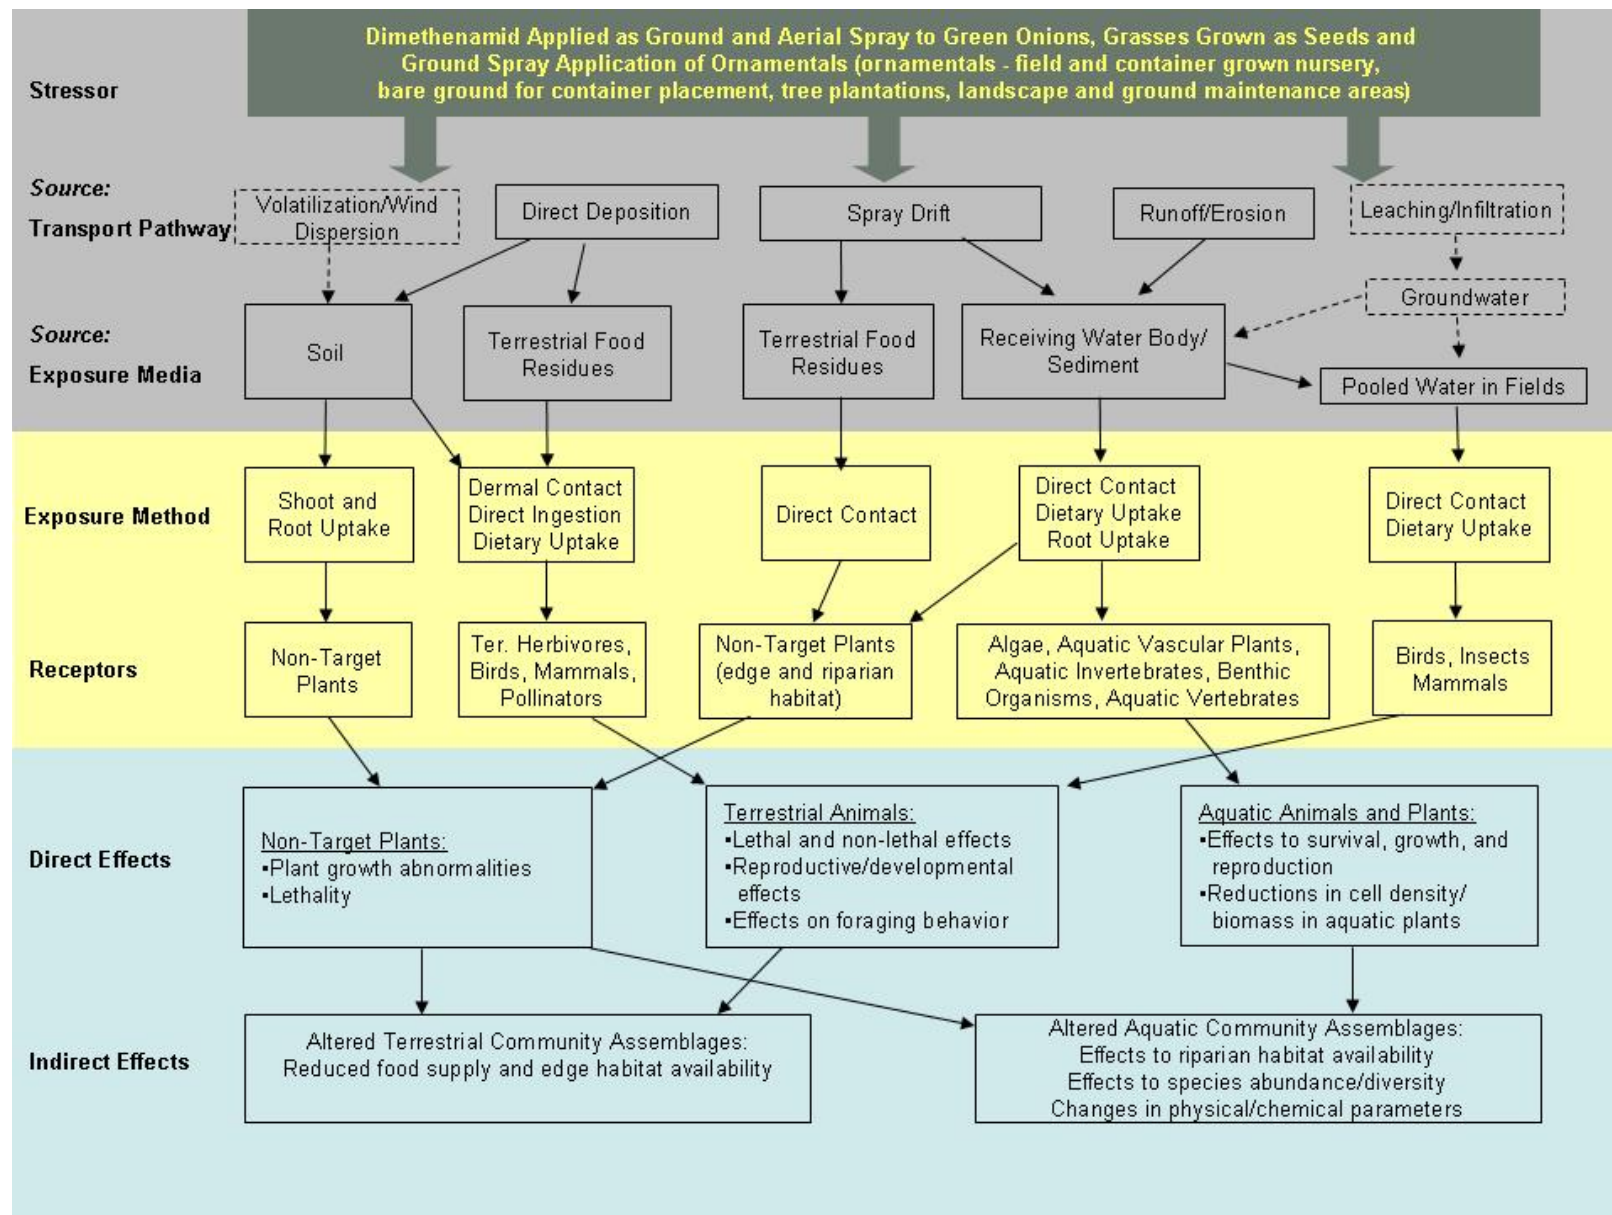 Dimethenamid Applied as Ground and Aerial Spray to Green Onions, Grasses Grown as Seeds and
Ground Spray Application of Ornamentals (ornamentals - field and container grown nursery,
bare ground for container placement, tree plantations, landscape and ground maintenance areas)
Stressor
Source:
Transport Pathway
Volatilization/Wind
Dispersion
Direct Deposition
Spray Drift
Runoff/Erosion
Leaching/Infiltration
Groundwater
Source:
Exposure Media
Soil
Terrestrial Food
Residues
Terrestrial Food
Residues
Receiving Water Body/
Sediment
Pooled Water in Fields
Exposure Method
Shoot and
Root Uptake
Dermal Contact
Direct Ingestion
Dietary Uptake
Direct Contact
Direct Contact
Dietary Uptake
Root Uptake
Direct Contact
Dietary Uptake
Receptors
Non-Target
Plants
Ter. Herbivores,
Birds, Mammals,
Pollinators
Non-Target Plants
(edge and riparian
habitat)
Algae, Aquatic Vascular Plants,
Aquatic Invertebrates, Benthic
Organisms, Aquatic Vertebrates
Birds, Insects
Mammals
Direct Effects
Non-Target Plants:
▪Plant growth abnormalities
▪Lethality
Terrestrial Animals:
▪Lethal and non-lethal effects
▪Reproductive/developmental
effects
▪Effects on foraging behavior
Aquatic Animals and Plants:
▪Effects to survival, growth, and
reproduction
▪Reductions in cell density/
biomass in aquatic plants
Indirect Effects
Altered Terrestrial Community Assemblages:
Reduced food supply and edge habitat availability
Altered Aquatic Community Assemblages:
Effects to riparian habitat availability
Effects to species abundance/diversity
Changes in physical/chemical parameters